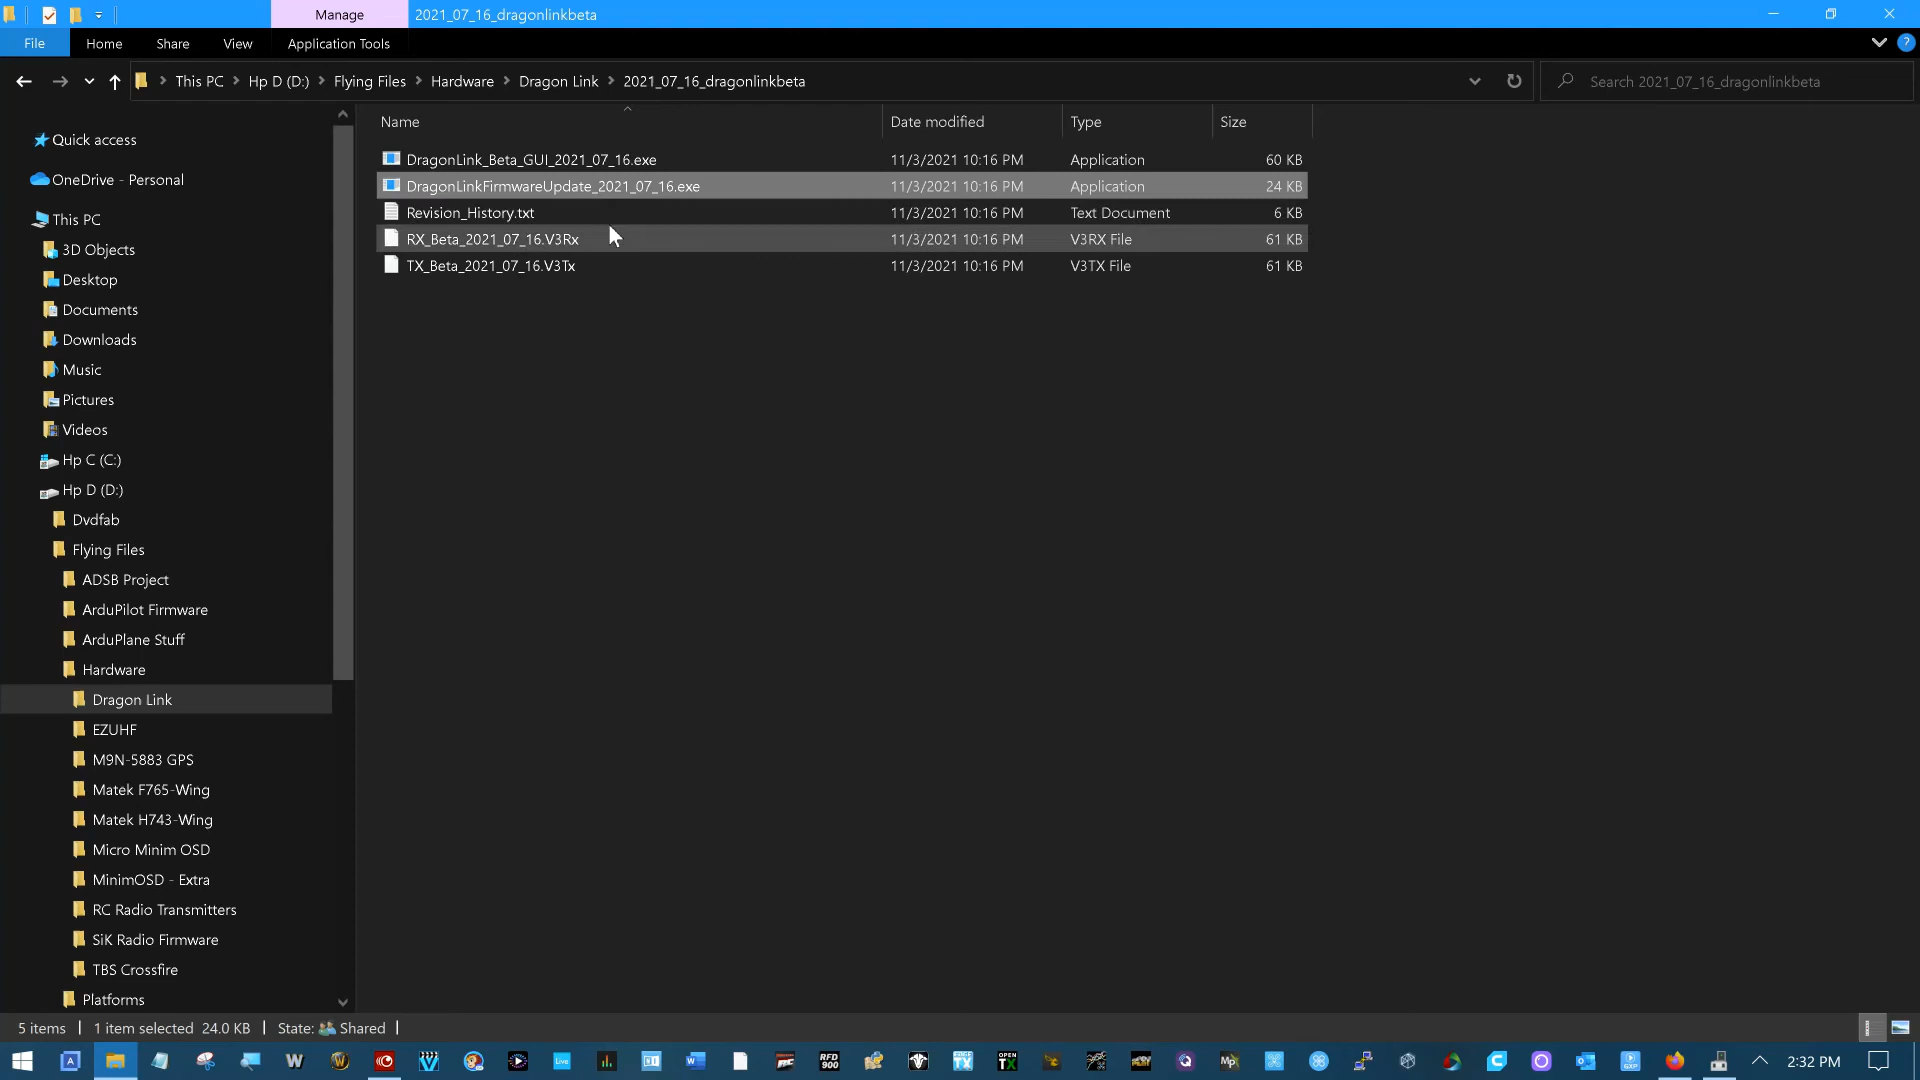 Manage 2021_07_16_dragonlinkbeta
File Home Share View Application Tools
This PC Hp D (D:) Flying Files Hardware Dragon Link 2021_07_16_dragonlinkbeta Search 2021_07_16_dragonlinkbeta
Name Date modified Type Size
DragonLink_Beta_GUI_2021_07_16.exe 11/3/2021 10:16 PM Application 60 KB
DragonLinkFirmwareUpdate_2021_07_16.exe 11/3/2021 10:16 PM Application 24 KB
Revision_History.txt 11/3/2021 10:16 PM Text Document 6 KB
RX_Beta_2021_07_16.V3Rx 11/3/2021 10:16 PM V3RX File 61 KB
TX_Beta_2021_07_16.V3Tx 11/3/2021 10:16 PM V3TX File 61 KB
Quick access
OneDrive - Personal
This PC
3D Objects
Desktop
Documents
Downloads
Music
Pictures
Videos
Hp C (C:)
Hp D (D:)
Dvdfab
Flying Files
ADSB Project
ArduPilot Firmware
ArduPlane Stuff
Hardware
Dragon Link
EZUHF
M9N-5883 GPS
Matek F765-Wing
Matek H743-Wing
Micro Minim OSD
MinimOSD - Extra
RC Radio Transmitters
SiK Radio Firmware
TBS Crossfire
Platforms
5 items 1 item selected 24.0 KB State: Shared
2:32 PM